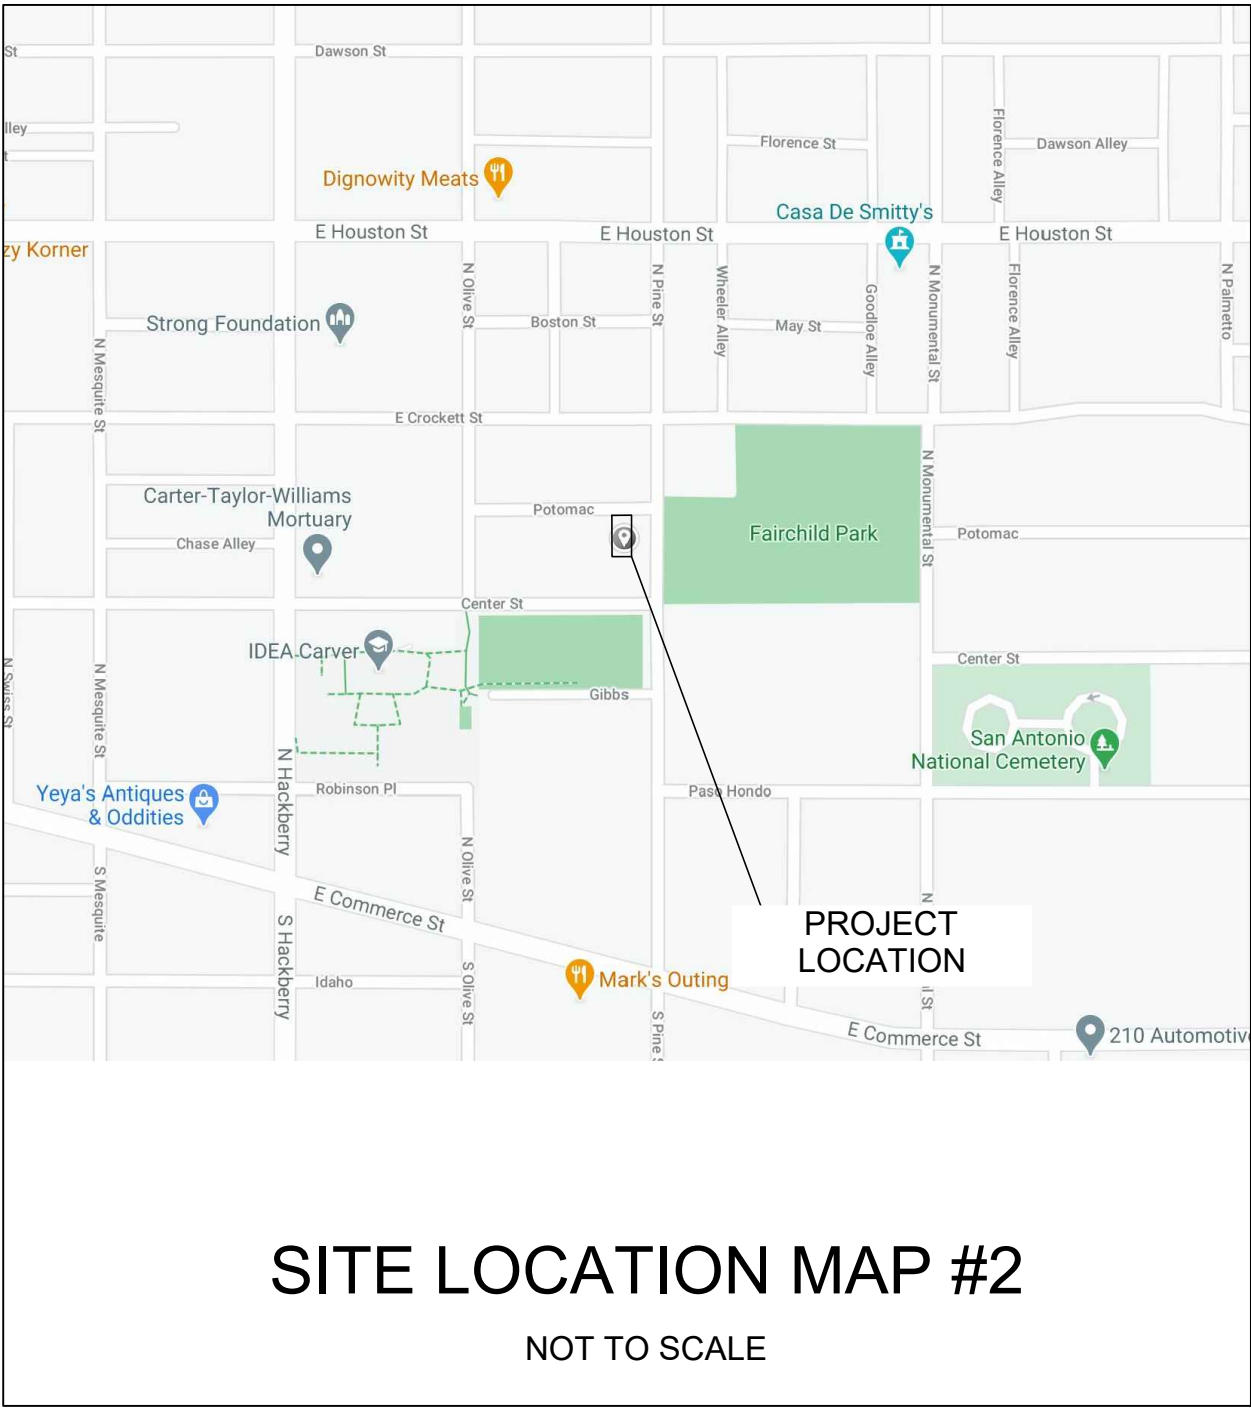 St
Dawson St
lley
t
Florence St
Florence Alley
Dawson Alley
Dignowity Meats
Casa De Smitty's
E Houston St
E Houston St
E Houston St
zy Korner
N Olive St
N Pine St
Wheeler Alley
Goodloe Alley
N Monumental St
Florence Alley
N Palmetto
Strong Foundation
Boston St
May St
N Mesquite St
E Crockett St
Carter-Taylor-Williams
Mortuary
Chase Alley
Potomac
Fairchild Park
N Monumental St
Potomac
Center St
IDEA Carver
Center St
N Swiss St
N Mesquite St
Gibbs
San Antonio
National Cemetery
N Hackberry
Yeya's Antiques
& Oddities
Robinson Pl
Paso Hondo
N Olive St
S Mesquite
E Commerce St
S Hackberry
N
PROJECT
LOCATION
Idaho
S Olive St
Mark's Outing
l St
S Pine S
E Commerce St
210 Automotive
SITE LOCATION MAP #2
NOT TO SCALE